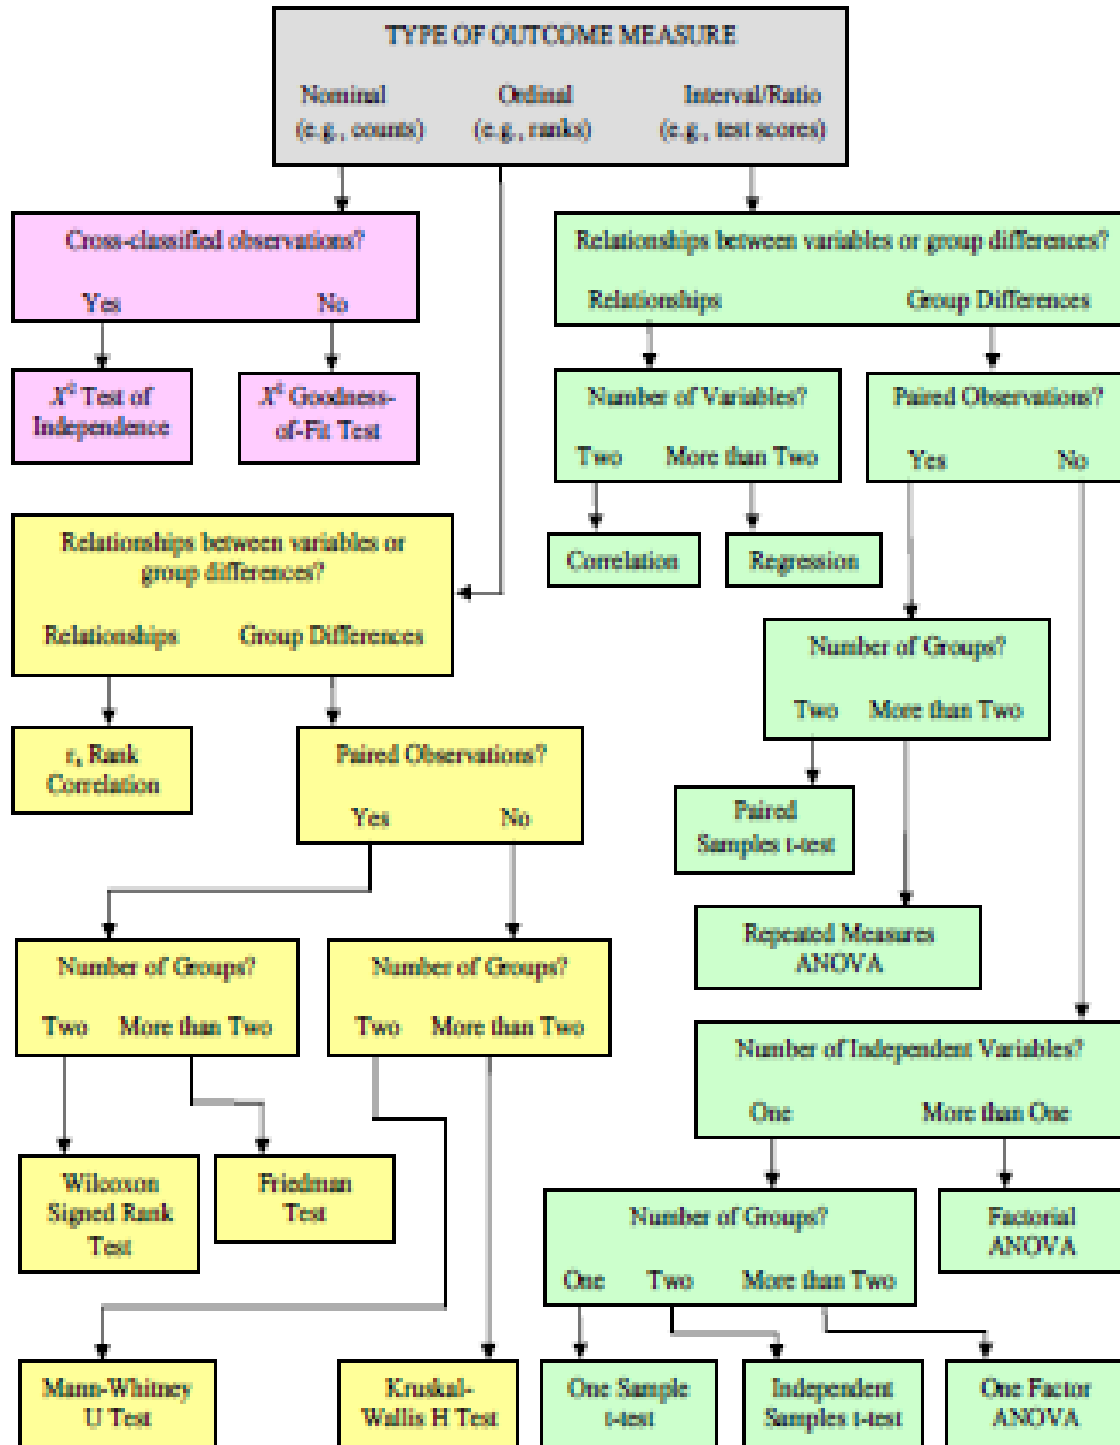 TYPE OF OUTCOME MEASURE
Nominal Ordinal Interval/Ratio
(e.g., counts) (e.g., ranks) (e.g., test scores)
Cross-classified observations?
Yes No
X² Test of
Independence
X² Goodness-
of-Fit Test
Relationships between variables or group differences?
Relationships Group Differences
Number of Variables?
Two More than Two
Paired Observations?
Yes No
Correlation
Regression
Relationships between variables or
group differences?
Relationships Group Differences
Number of Groups?
Two More than Two
r, Rank
Correlation
Paired Observations?
Yes No
Paired
Samples t-test
Repeated Measures
ANOVA
Number of Groups?
Two More than Two
Number of Groups?
Two More than Two
Number of Independent Variables?
One More than One
Wilcoxon
Signed Rank
Test
Friedman
Test
Number of Groups?
One Two More than Two
Factorial
ANOVA
Mann-Whitney
U Test
Kruskal-
Wallis H Test
One Sample
t-test
Independent
Samples t-test
One Factor
ANOVA